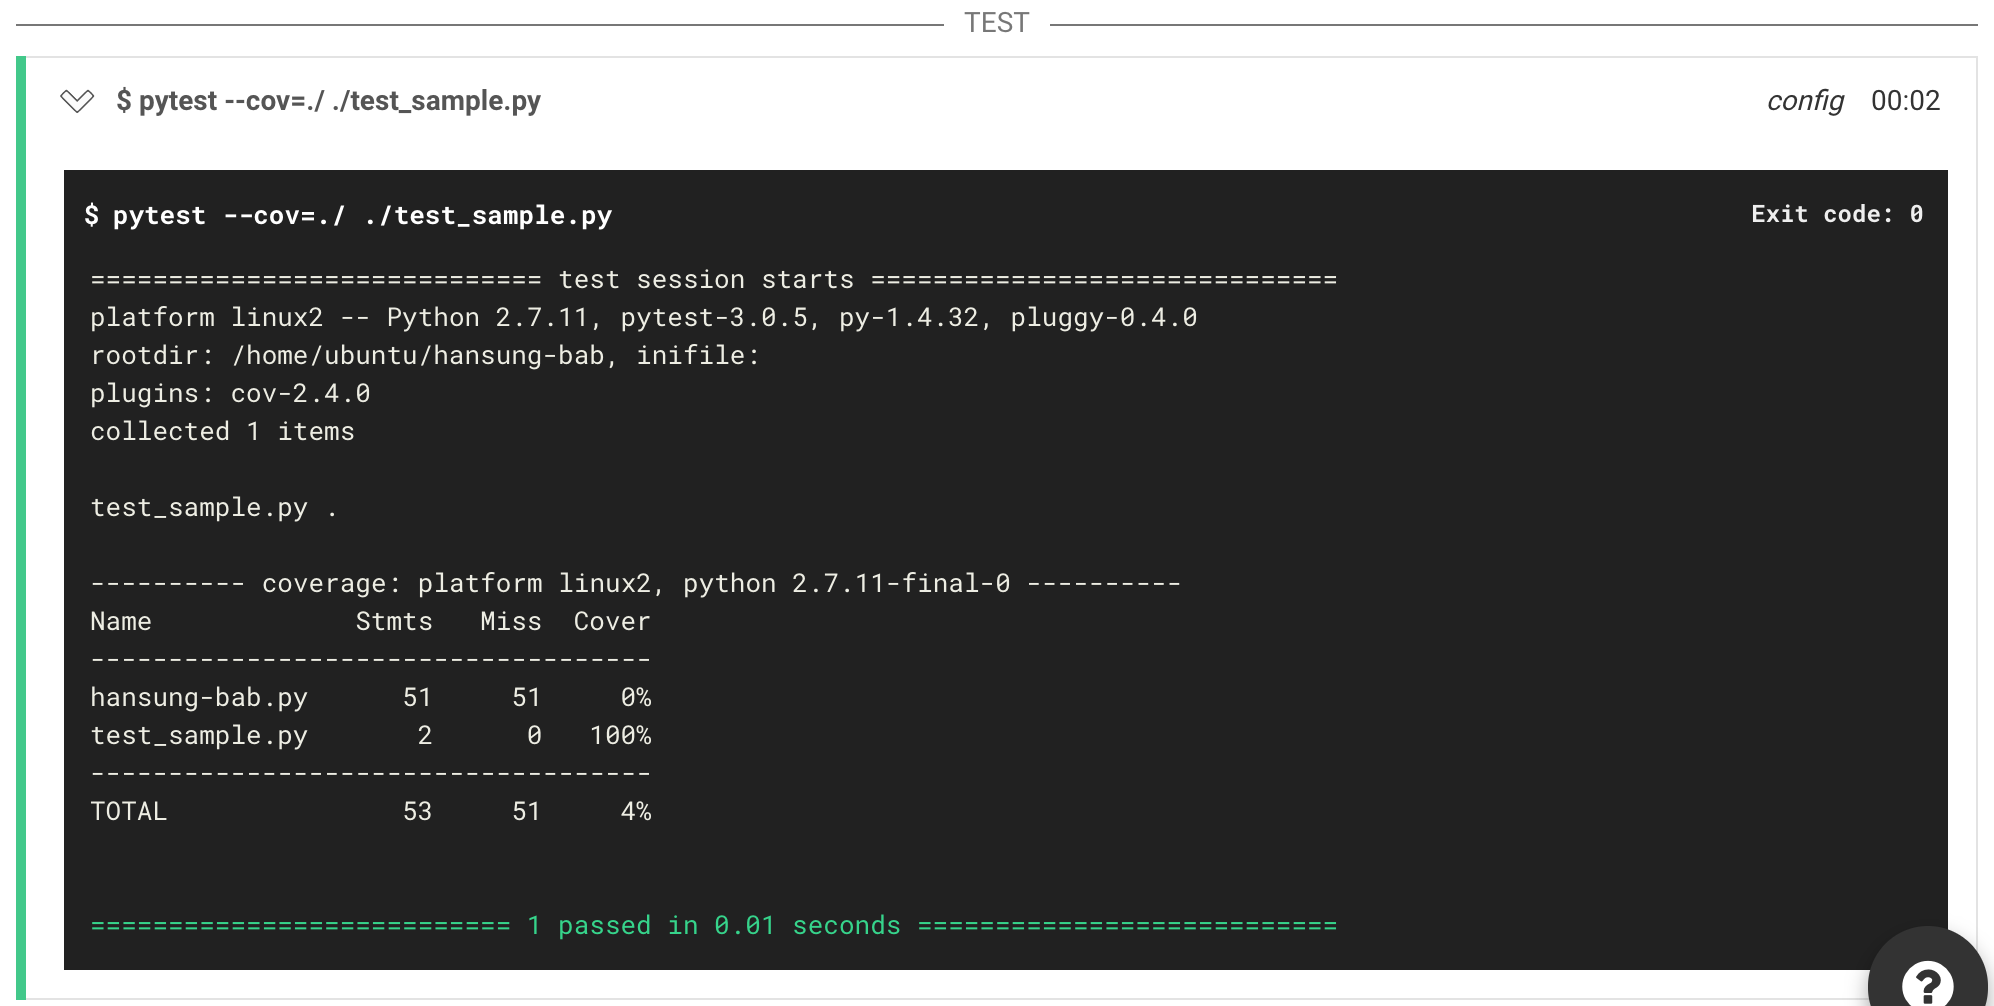 TEST
$ pytest --cov=./ ./test_sample.py config 00:02
$ pytest --cov=./ ./test_sample.py Exit code: 0
============================= test session starts ==============================
platform linux2 -- Python 2.7.11, pytest-3.0.5, py-1.4.32, pluggy-0.4.0
rootdir: /home/ubuntu/hansung-bab, inifile:
plugins: cov-2.4.0
collected 1 items
test_sample.py .
---------- coverage: platform linux2, python 2.7.11-final-0 ----------
Name                 Stmts   Miss  Cover
------------------------------------
hansung-bab.py      51     51     0%
test_sample.py       2      0   100%
------------------------------------
TOTAL               53     51     4%
=========================== 1 passed in 0.01 seconds ===========================
?